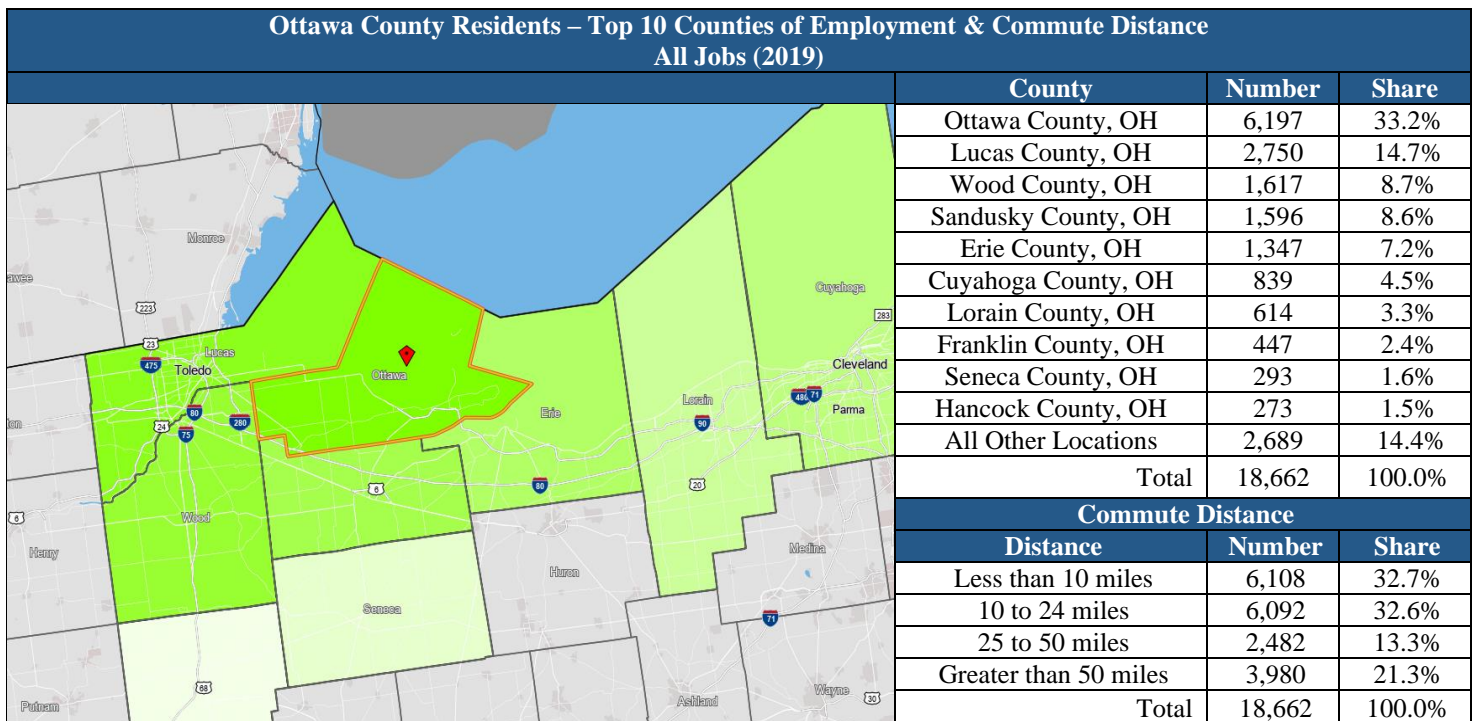 Ottawa County Residents – Top 10 Counties of Employment & Commute Distance
All Jobs (2019)
County Number Share
Ottawa County, OH 6,197 33.2%
Lucas County, OH 2,750 14.7%
Wood County, OH 1,617 8.7%
Sandusky County, OH 1,596 8.6%
Erie County, OH 1,347 7.2%
Cuyahoga County, OH 839 4.5%
Lorain County, OH 614 3.3%
Franklin County, OH 447 2.4%
Seneca County, OH 293 1.6%
Hancock County, OH 273 1.5%
All Other Locations 2,689 14.4%
Total 18,662 100.0%
Commute Distance
Distance Number Share
Less than 10 miles 6,108 32.7%
10 to 24 miles 6,092 32.6%
25 to 50 miles 2,482 13.3%
Greater than 50 miles 3,980 21.3%
Total 18,662 100.0%
Monroe
awee
Cuyahoga
223
283
23
Lucas
475
Toledo
Cleveland
Ottawa
80
Erie
Lorain
480
71
Parma
ton
24
280
75
90
6
80
20
6
Wood
Henry
Medina
Huron
Seneca
71
68
Putnam
Ashland
Wayne
30